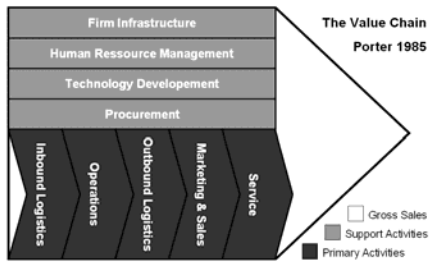 Firm Infrastructure
Human Ressource Management
Technology Developement
Procurement
Inbound Logistics
Operations
Outbound Logistics
Marketing & Sales
Service
The Value Chain
Porter 1985
Gross Sales
Support Activities
Primary Activities